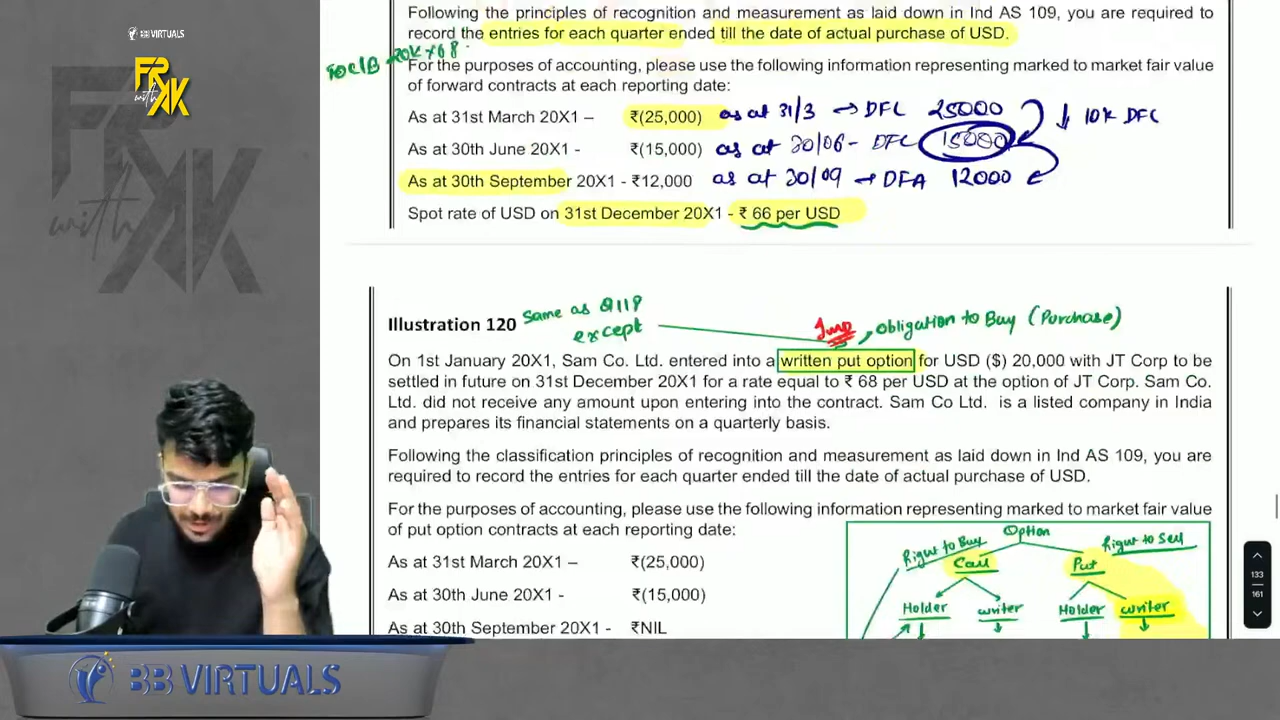 BB VIRTUALS
FR
with
AK
Following the principles of recognition and measurement as laid down in Ind AS 109, you are required to
record the entries for each quarter ended till the date of actual purchase of USD.
For the purposes of accounting, please use the following information representing marked to market fair value
of forward contracts at each reporting date:
As at 31st March 20X1 – ₹(25,000) as at 31/3 → DFL 25000 ↓ 10K DFL
As at 30th June 20X1 - ₹(15,000) as at 30/06 - DFL 15000
As at 30th September 20X1 - ₹12,000 as at 30/09 → DFA 12000
Spot rate of USD on 31st December 20X1 - ₹ 66 per USD
Illustration 120 Same as Q119
except Imp obligation to Buy (Purchase)
On 1st January 20X1, Sam Co. Ltd. entered into a written put option for USD ($) 20,000 with JT Corp to be
settled in future on 31st December 20X1 for a rate equal to ₹ 68 per USD at the option of JT Corp. Sam Co.
Ltd. did not receive any amount upon entering into the contract. Sam Co Ltd. is a listed company in India
and prepares its financial statements on a quarterly basis.
Following the classification principles of recognition and measurement as laid down in Ind AS 109, you are
required to record the entries for each quarter ended till the date of actual purchase of USD.
For the purposes of accounting, please use the following information representing marked to market fair value
of put option contracts at each reporting date:
As at 31st March 20X1 – ₹(25,000)
As at 30th June 20X1 - ₹(15,000)
As at 30th September 20X1 - ₹NIL
Option
Right to Buy Right to Sell
Call Put
Holder writer Holder writer
133
161
BB VIRTUALS